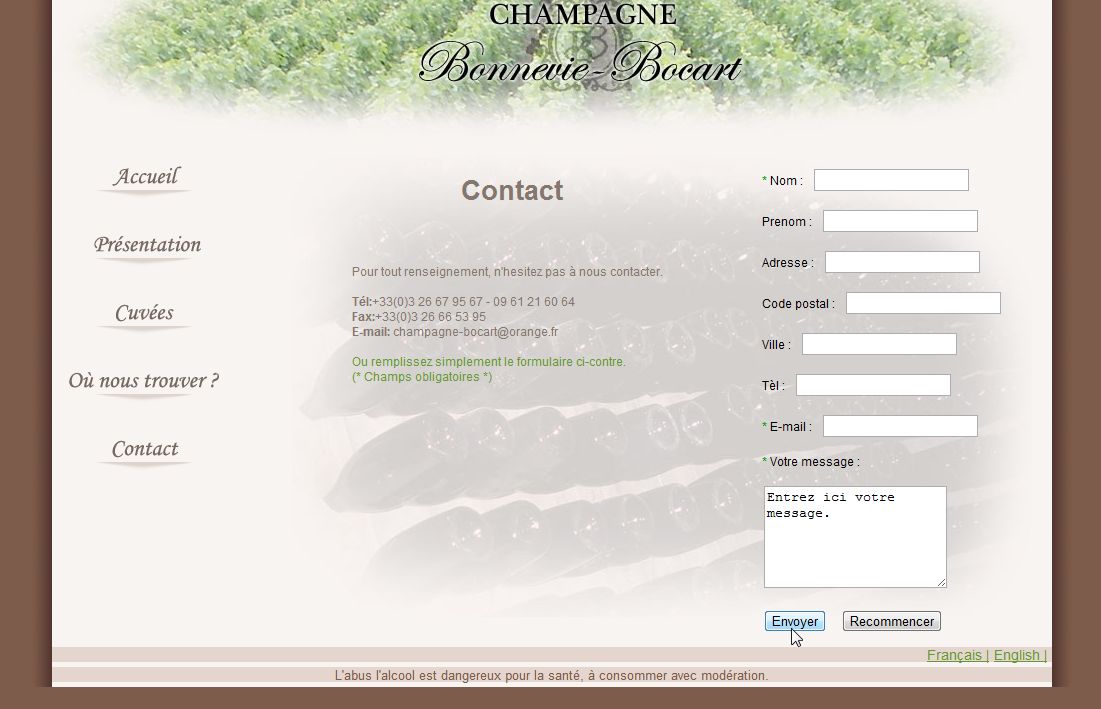 CHAMPAGNE
Bonnevie-Bocart
Accueil
Présentation
Cuvées
Où nous trouver ?
Contact
Contact
Pour tout renseignement, n'hesitez pas à nous contacter.
Tél:+33(0)3 26 67 95 67 - 09 61 21 60 64
Fax:+33(0)3 26 66 53 95
E-mail: champagne-bocart@orange.fr
Ou remplissez simplement le formulaire ci-contre.
(* Champs obligatoires *)
* Nom :
Prenom :
Adresse :
Code postal :
Ville :
Tèl :
* E-mail :
* Votre message :
Entrez ici votre
message.
Envoyer Recommencer
Français | English |
L'abus l'alcool est dangereux pour la santé, à consommer avec modération.